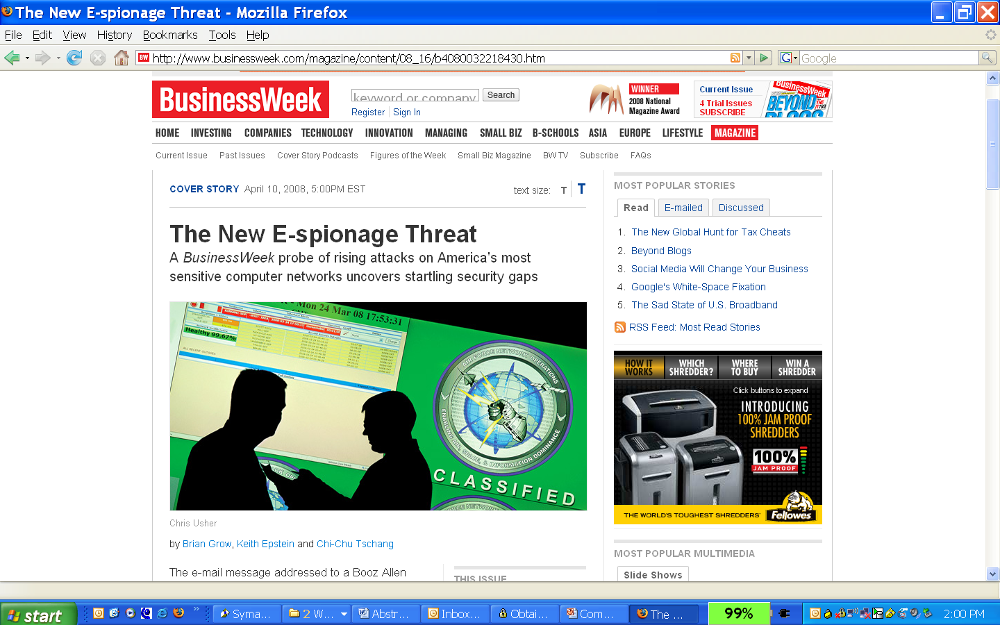 The New E-spionage Threat - Mozilla Firefox
File Edit View History Bookmarks Tools Help
BW http://www.businessweek.com/magazine/content/08_16/b4080032218430.htm
G Google
BusinessWeek
keyword or company
Search
Register Sign In
WINNER
2008 National
Magazine Award
Current Issue
4 Trial Issues
SUBSCRIBE
BusinessWeek
BEYOND
BLOGS
HOME INVESTING COMPANIES TECHNOLOGY INNOVATION MANAGING SMALL BIZ B-SCHOOLS ASIA EUROPE LIFESTYLE MAGAZINE
Current Issue Past Issues Cover Story Podcasts Figures of the Week Small Biz Magazine BW TV Subscribe FAQs
COVER STORY April 10, 2008, 5:00PM EST
text size: T T
The New E-spionage Threat
A BusinessWeek probe of rising attacks on America's most
sensitive computer networks uncovers startling security gaps
Mon 24 Mar 08 17:53:31
Healthy 99.67%
AIR FORCE NETWORK OPERATIONS
ENABLING AIR, SPACE, & INFORMATION DOMINANCE
CLASSIFIED
Chris Usher
by Brian Grow, Keith Epstein and Chi-Chu Tschang
The e-mail message addressed to a Booz Allen
THIS ISSUE
MOST POPULAR STORIES
Read E-mailed Discussed
1. The New Global Hunt for Tax Cheats
2. Beyond Blogs
3. Social Media Will Change Your Business
4. Google's White-Space Fixation
5. The Sad State of U.S. Broadband
RSS Feed: Most Read Stories
HOW IT WORKS
WHICH SHREDDER?
WHERE TO BUY
WIN A SHREDDER
Click buttons to expand
INTRODUCING
100% JAM PROOF
SHREDDERS
100%
JAM PROOF
THE WORLD'S TOUGHEST SHREDDERS
Fellowes
MOST POPULAR MULTIMEDIA
Slide Shows
start
Syma...
2 W...
Abstr...
Inbox...
Obtai...
Com...
The ...
99%
2:00 PM